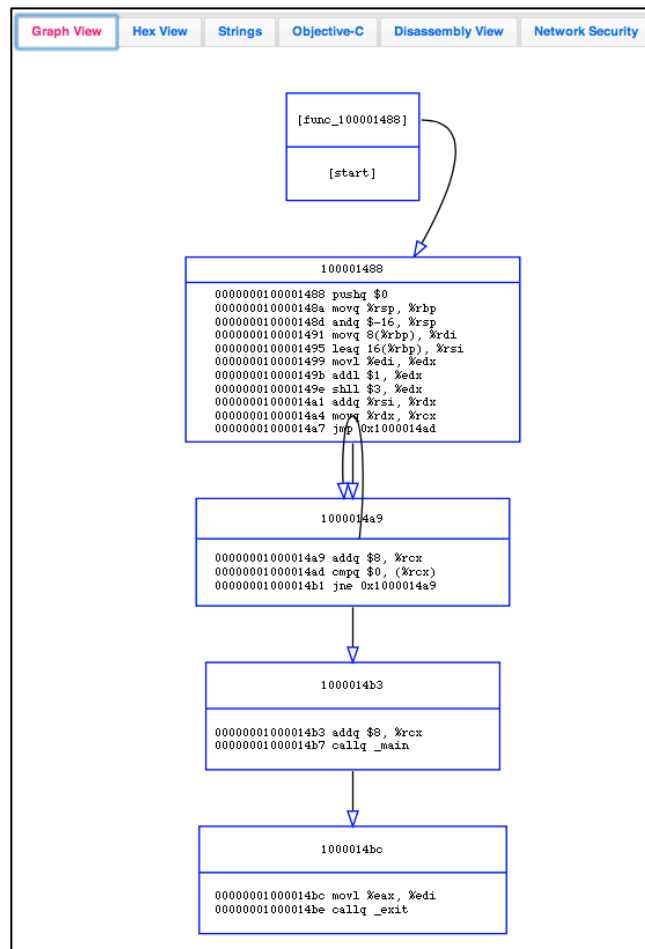 Graph View Hex View Strings Objective-C Disassembly View Network Security
[func_100001488]
[start]
100001488
0000000100001488 pushq $0
000000010000148a movq %rsp, %rbp
000000010000148d andq $-16, %rsp
0000000100001491 movq 8(%rbp), %rdi
0000000100001495 leaq 16(%rbp), %rsi
0000000100001499 movl %edi, %edx
000000010000149b addl $1, %edx
000000010000149e shll $3, %edx
00000001000014a1 addq %rsi, %rdx
00000001000014a4 movq %rdx, %rcx
00000001000014a7 jmp 0x1000014ad
1000014a9
00000001000014a9 addq $8, %rcx
00000001000014ad cmpq $0, (%rcx)
00000001000014b1 jne 0x1000014a9
1000014b3
00000001000014b3 addq $8, %rcx
00000001000014b7 callq _main
1000014bc
00000001000014bc movl %eax, %edi
00000001000014be callq _exit